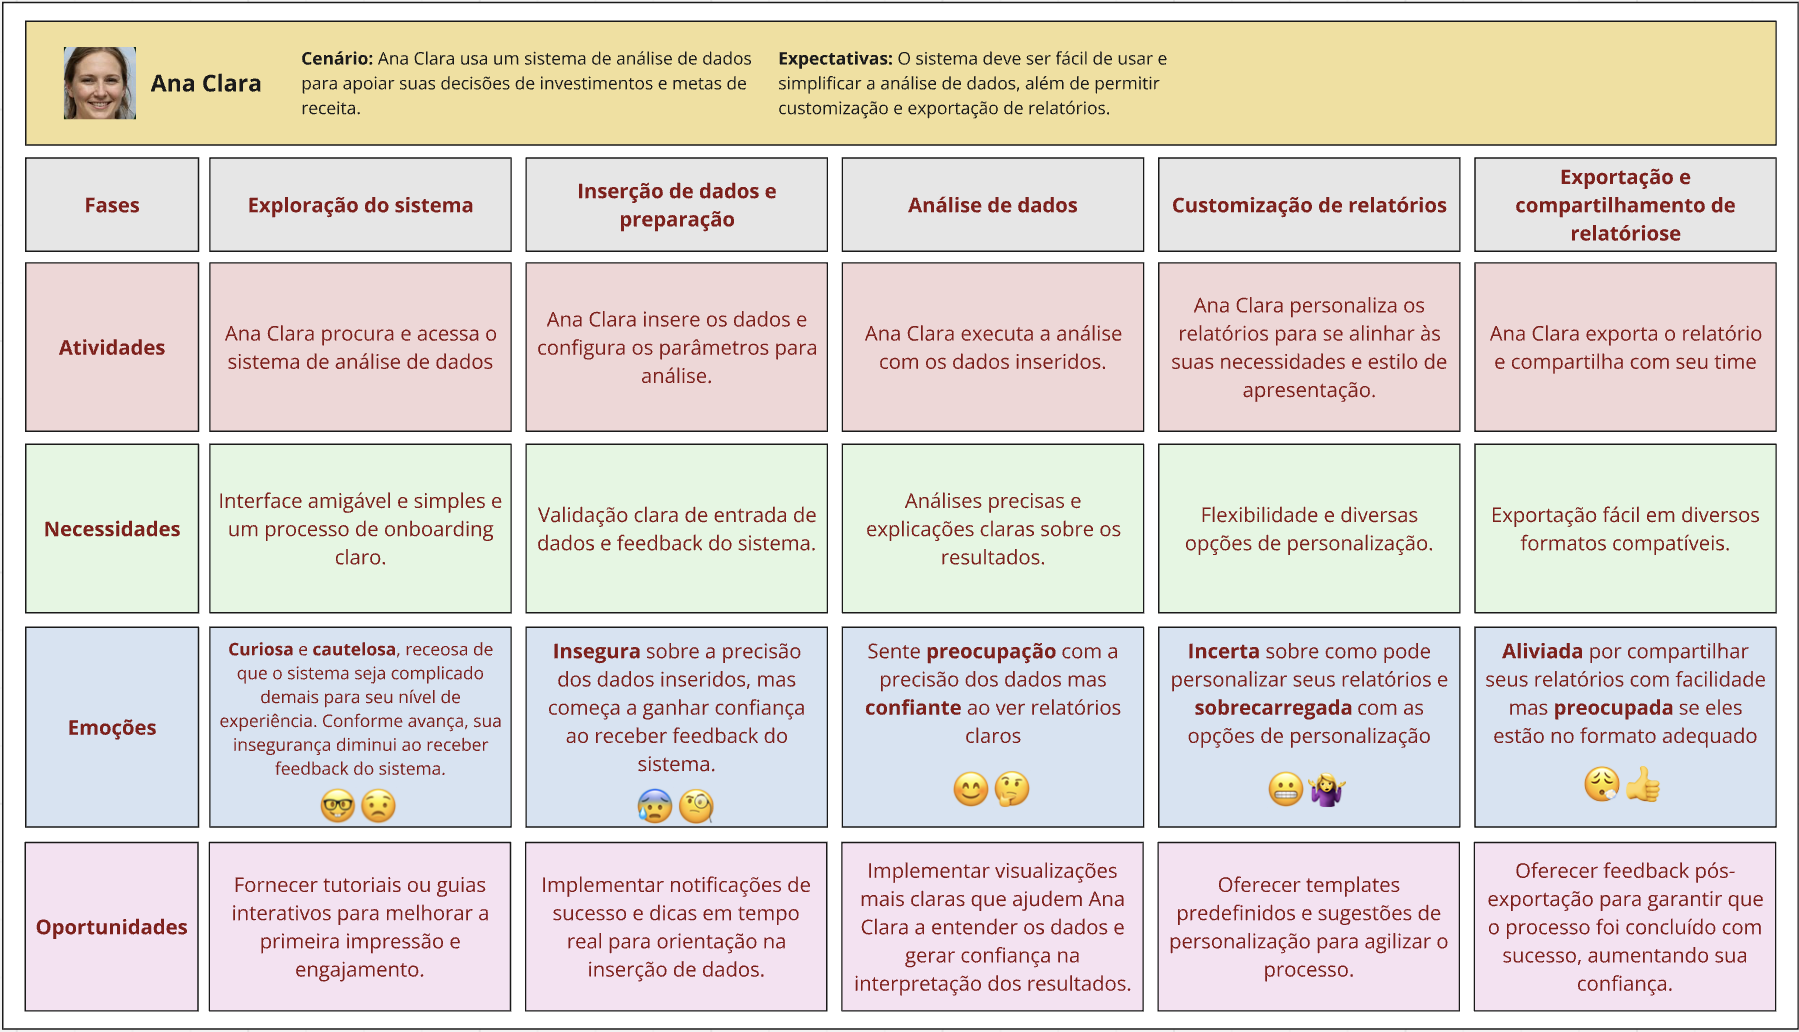 Ana Clara
Cenário: Ana Clara usa um sistema de análise de dados
para apoiar suas decisões de investimentos e metas de
receita.
Expectativas: O sistema deve ser fácil de usar e
simplificar a análise de dados, além de permitir
customização e exportação de relatórios.
Fases
Exploração do sistema
Inserção de dados e
preparação
Análise de dados
Customização de relatórios
Exportação e
compartilhamento de
relatóriose
Atividades
Ana Clara procura e acessa o
sistema de análise de dados
Ana Clara insere os dados e
configura os parâmetros para
análise.
Ana Clara executa a análise
com os dados inseridos.
Ana Clara personaliza os
relatórios para se alinhar às
suas necessidades e estilo de
apresentação.
Ana Clara exporta o relatório
e compartilha com seu time
Necessidades
Interface amigável e simples e
um processo de onboarding
claro.
Validação clara de entrada de
dados e feedback do sistema.
Análises precisas e
explicações claras sobre os
resultados.
Flexibilidade e diversas
opções de personalização.
Exportação fácil em diversos
formatos compatíveis.
Emoções
Curiosa e cautelosa, receosa de
que o sistema seja complicado
demais para seu nível de
experiência. Conforme avança, sua
insegurança diminui ao receber
feedback do sistema.
Insegura sobre a precisão
dos dados inseridos, mas
começa a ganhar confiança
ao receber feedback do
sistema.
Sente preocupação com a
precisão dos dados mas
confiante ao ver relatórios
claros
Incerta sobre como pode
personalizar seus relatórios e
sobrecarregada com as
opções de personalização
Aliviada por compartilhar
seus relatórios com facilidade
mas preocupada se eles
estão no formato adequado
Oportunidades
Fornecer tutoriais ou guias
interativos para melhorar a
primeira impressão e
engajamento.
Implementar notificações de
sucesso e dicas em tempo
real para orientação na
inserção de dados.
Implementar visualizações
mais claras que ajudem Ana
Clara a entender os dados e
gerar confiança na
interpretação dos resultados.
Oferecer templates
predefinidos e sugestões de
personalização para agilizar o
processo.
Oferecer feedback pós-
exportação para garantir que
o processo foi concluído com
sucesso, aumentando sua
confiança.